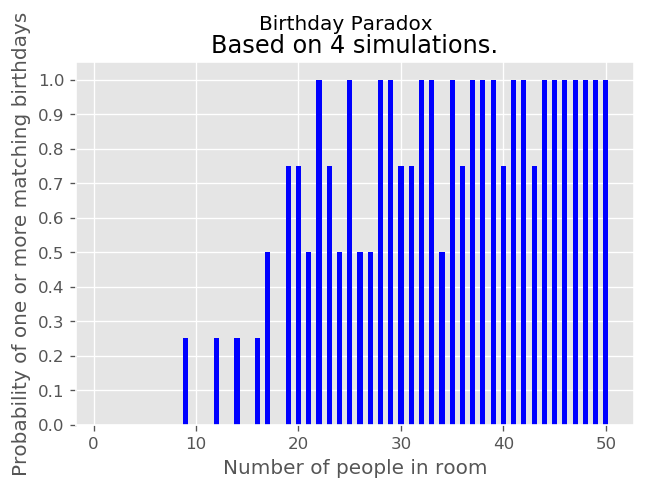 Birthday Paradox
Based on 4 simulations.
Probability of one or more matching birthdays
1.0
0.9
0.8
0.7
0.6
0.5
0.4
0.3
0.2
0.1
0.0
0 10 20 30 40 50
Number of people in room